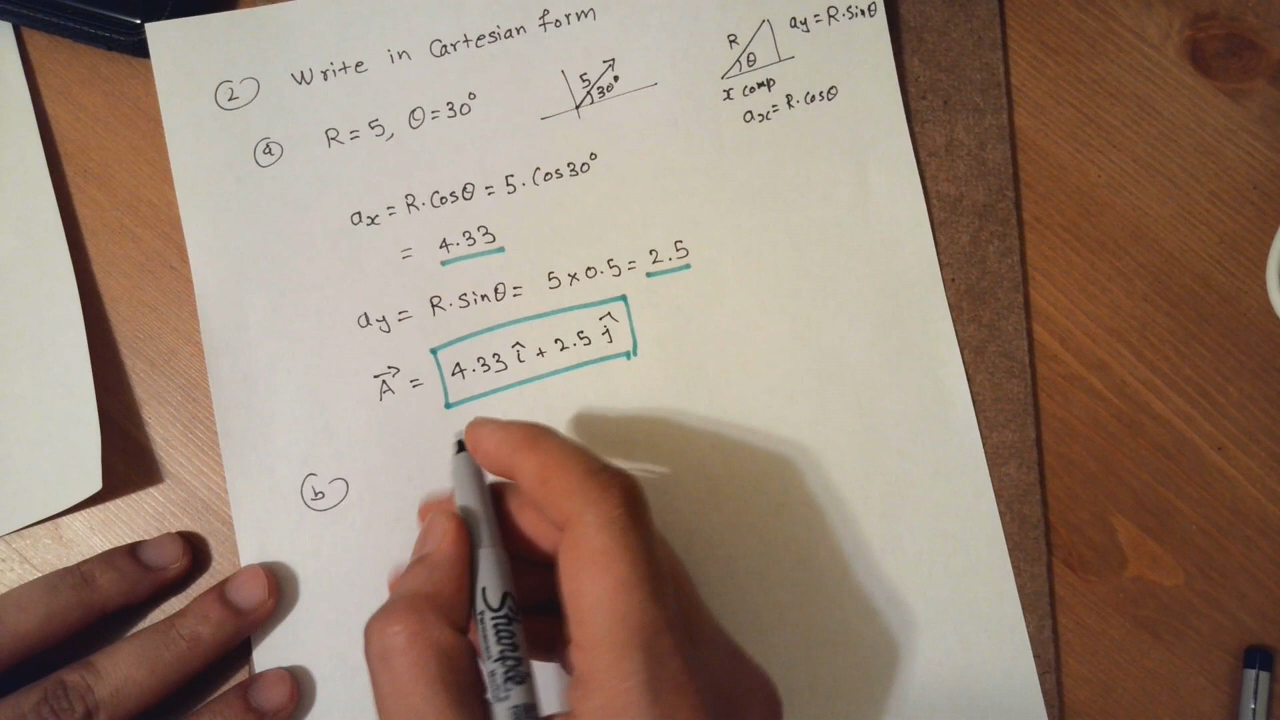 ② Write in Cartesian form
ⓐ R = 5, θ = 30°
5
30°
R
θ
ay = R·sinθ
x comp
ax = R·cosθ
ax = R·cosθ = 5·Cos30°
= 4.33
ay = R·sinθ = 5 × 0.5 = 2.5
A⃗ = 4.33 î + 2.5 ĵ
ⓑ
Sharpie